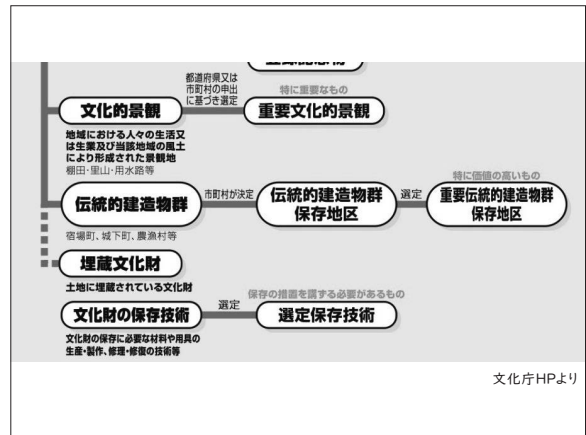 都道府県又は
市町村の申出
に基づき選定
特に重要なもの
文化的景観
重要文化的景観
地域における人々の生活又
は生業及び当該地域の風土
により形成された景観地
棚田・里山・用水路等
特に価値の高いもの
伝統的建造物群
市町村が決定
伝統的建造物群
保存地区
選定
重要伝統的建造物群
保存地区
宿場町、城下町、農漁村等
埋蔵文化財
土地に埋蔵されている文化財
保存の措置を講ずる必要があるもの
文化財の保存技術
選定
選定保存技術
文化財の保存に必要な材料や用具の
生産・製作、修理・修復の技術等
文化庁HPより